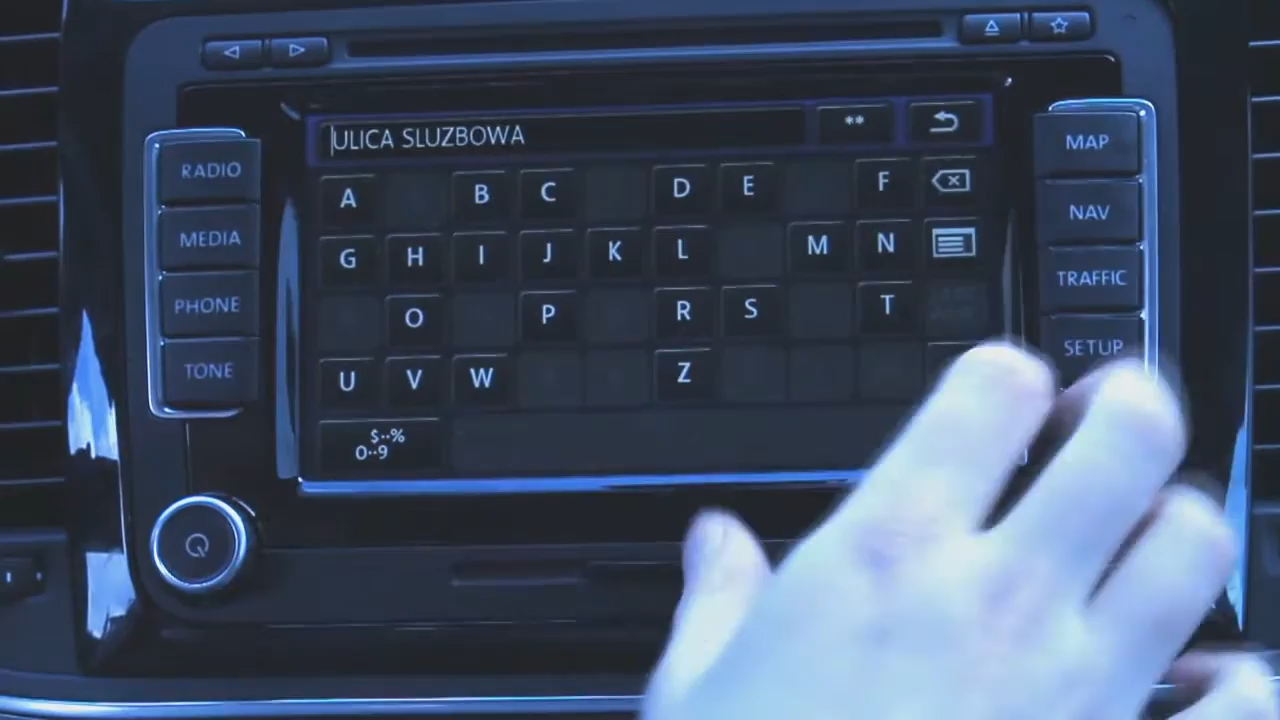 ULICA SLUZBOWA **
RADIO
MEDIA
PHONE
TONE
A B C D E F
G H I J K L M N
O P R S T
U V W Z
$··%
0··9
MAP
NAV
TRAFFIC
SETUP